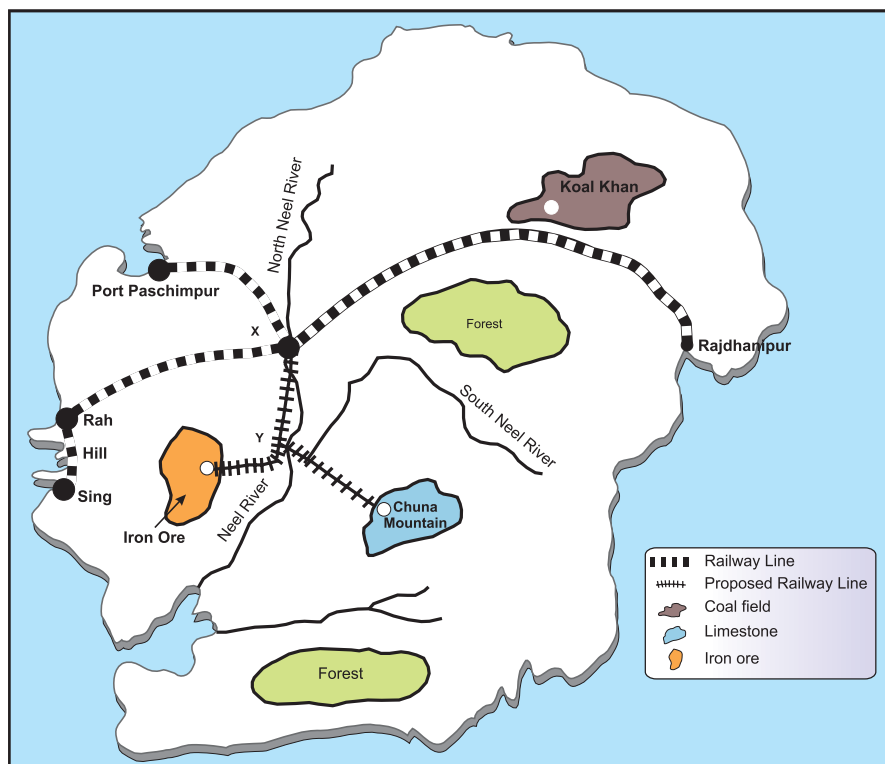 Koal Khan
North Neel River
Port Paschimpur
X
Forest
Rajdhanipur
South Neel River
Rah
Hill
Sing
Y
Iron Ore
Neel River
Chuna
Mountain
Railway Line
Proposed Railway Line
Coal field
Limestone
Iron ore
Forest